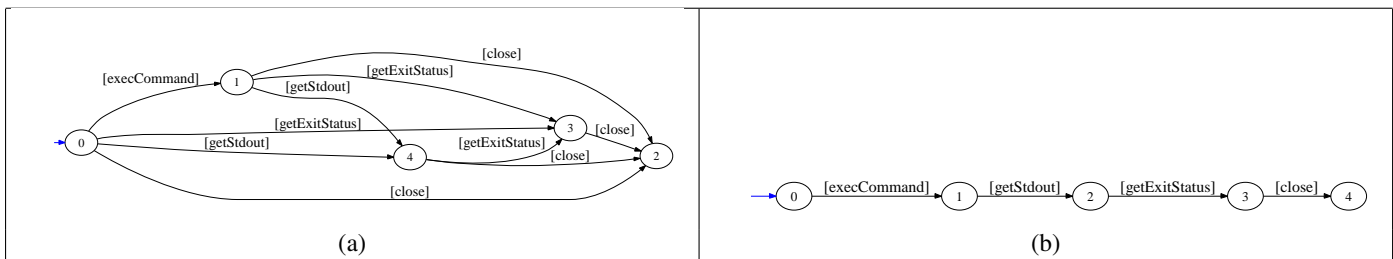 [close]
[getExitStatus]
[execCommand]
1
[getStdout]
[getExitStatus]
3
[close]
0
[getStdout]
[getExitStatus]
4
[close]
2
[close]
(a)
0
[execCommand]
1
[getStdout]
2
[getExitStatus]
3
[close]
4
(b)